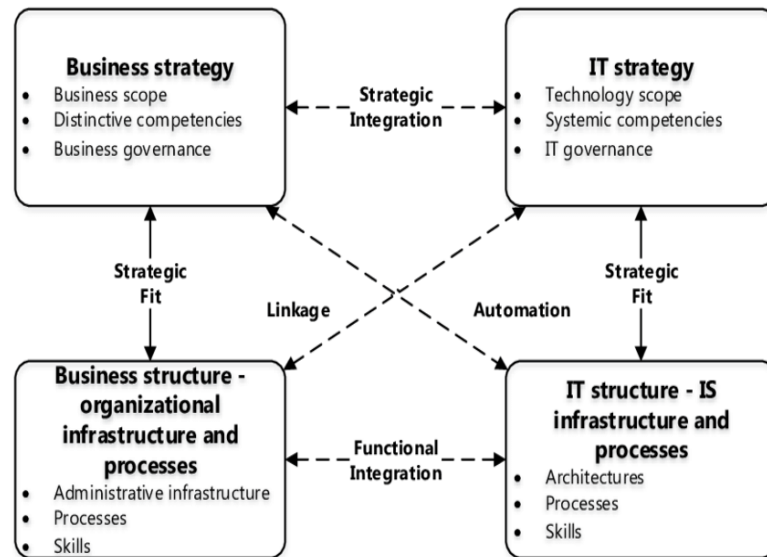 Business strategy
• Business scope
• Distinctive competencies
• Business governance
Strategic
Integration
IT strategy
• Technology scope
• Systemic competencies
• IT governance
Strategic
Fit
Linkage
Automation
Strategic
Fit
Business structure -
organizational
infrastructure and
processes
• Administrative infrastructure
• Processes
• Skills
Functional
Integration
IT structure - IS
infrastructure and
processes
• Architectures
• Processes
• Skills